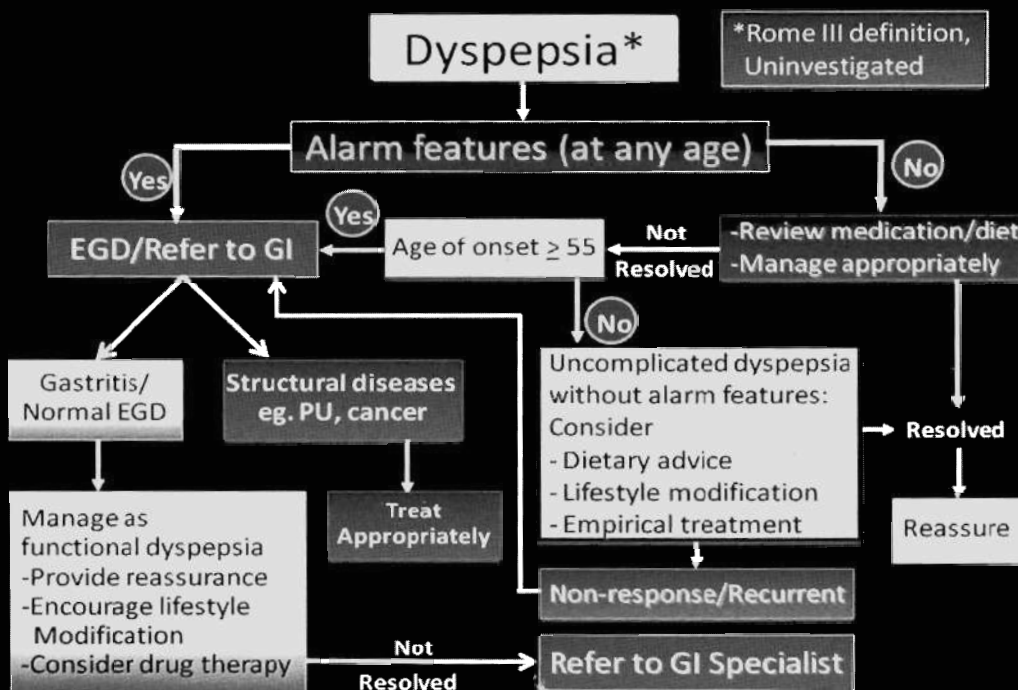 Dyspepsia*
*Rome III definition,
Uninvestigated
Alarm features (at any age)
Yes
No
EGD/Refer to GI
Yes
Age of onset ≥ 55
Not
Resolved
-Review medication/diet
-Manage appropriately
No
Gastritis/
Normal EGD
Structural diseases
eg. PU, cancer
Uncomplicated dyspepsia
without alarm features:
Consider
- Dietary advice
- Lifestyle modification
- Empirical treatment
Resolved
Manage as
functional dyspepsia
-Provide reassurance
-Encourage lifestyle
Modification
-Consider drug therapy
Treat
Appropriately
Reassure
Non-response/Recurrent
Not
Resolved
Refer to GI Specialist